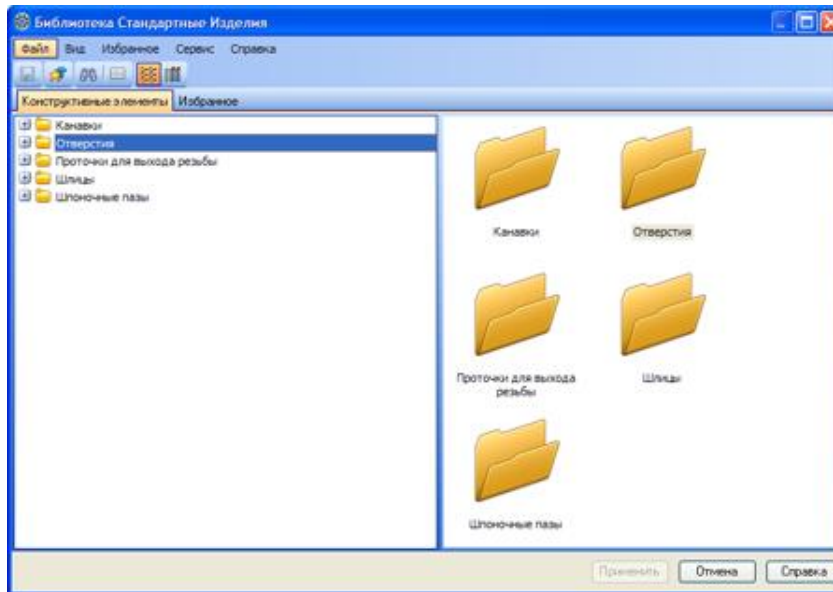 Библиотека Стандартные Изделия
Файл Вид Избранное Сервис Справка
Конструктивные элементы Избранное
Канавки
Отверстия
Проточки для выхода резьбы
Шлицы
Шпоночные пазы
Канавки Отверстия
Проточки для выхода резьбы Шлицы
Шпоночные пазы
Применить Отмена Справка